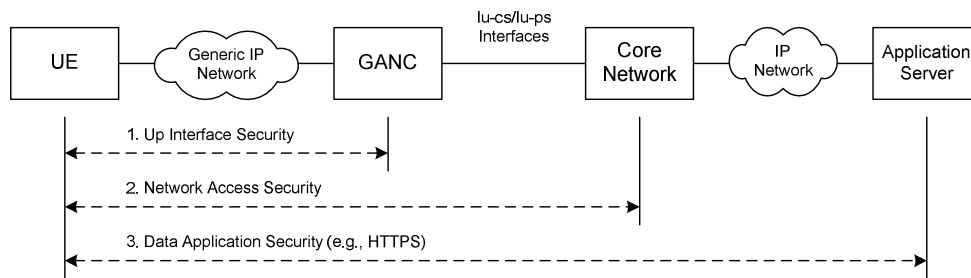 Iu-cs/Iu-ps
Interfaces
UE
Generic IP
Network
GANC
Core
Network
IP
Network
Application
Server
1. Up Interface Security
2. Network Access Security
3. Data Application Security (e.g., HTTPS)